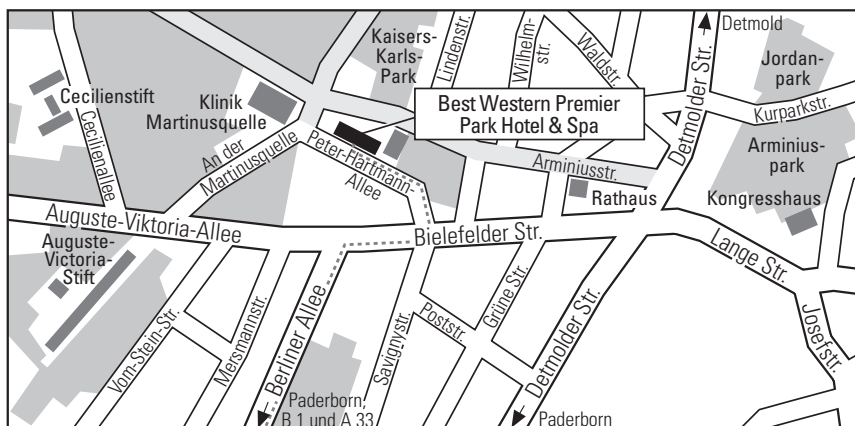 Kaisers-
Karls-
Park
Lindenstr.
Wilhelm-
str.
Waldstr.
Detmolder Str.
Detmold
Jordan-
park
Kurparkstr.
Cecilienstift
Cecilienallee
Klinik
Martinusquelle
An der
Martinusquelle
Best Western Premier
Park Hotel & Spa
Peter-Hartmann-
Allee
Arminiusstr.
Rathaus
Arminius-
park
Kongresshaus
Auguste-Viktoria-Allee
Bielefelder Str.
Lange Str.
Josefstr.
Auguste-
Victoria-
Stift
Vom-Stein-Str.
Mersmannstr.
Berliner Allee
Savignystr.
Poststr.
Grüne Str.
Detmolder Str.
Paderborn,
B 1 und A 33
Paderborn